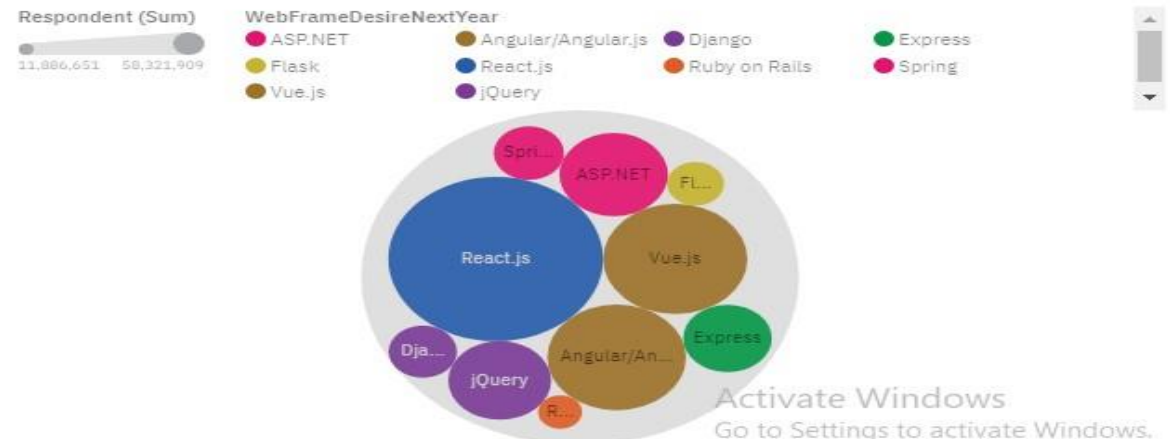 Respondent (Sum)
11,886,651 58,321,909
WebFrameDesireNextYear
ASP.NET Angular/Angular.js Django Express
Flask React.js Ruby on Rails Spring
Vue.js jQuery
Spri...
ASP.NET
Fl...
React.js
Vue.js
Express
Dja...
Angular/An...
jQuery
R...
Activate Windows
Go to Settings to activate Windows.